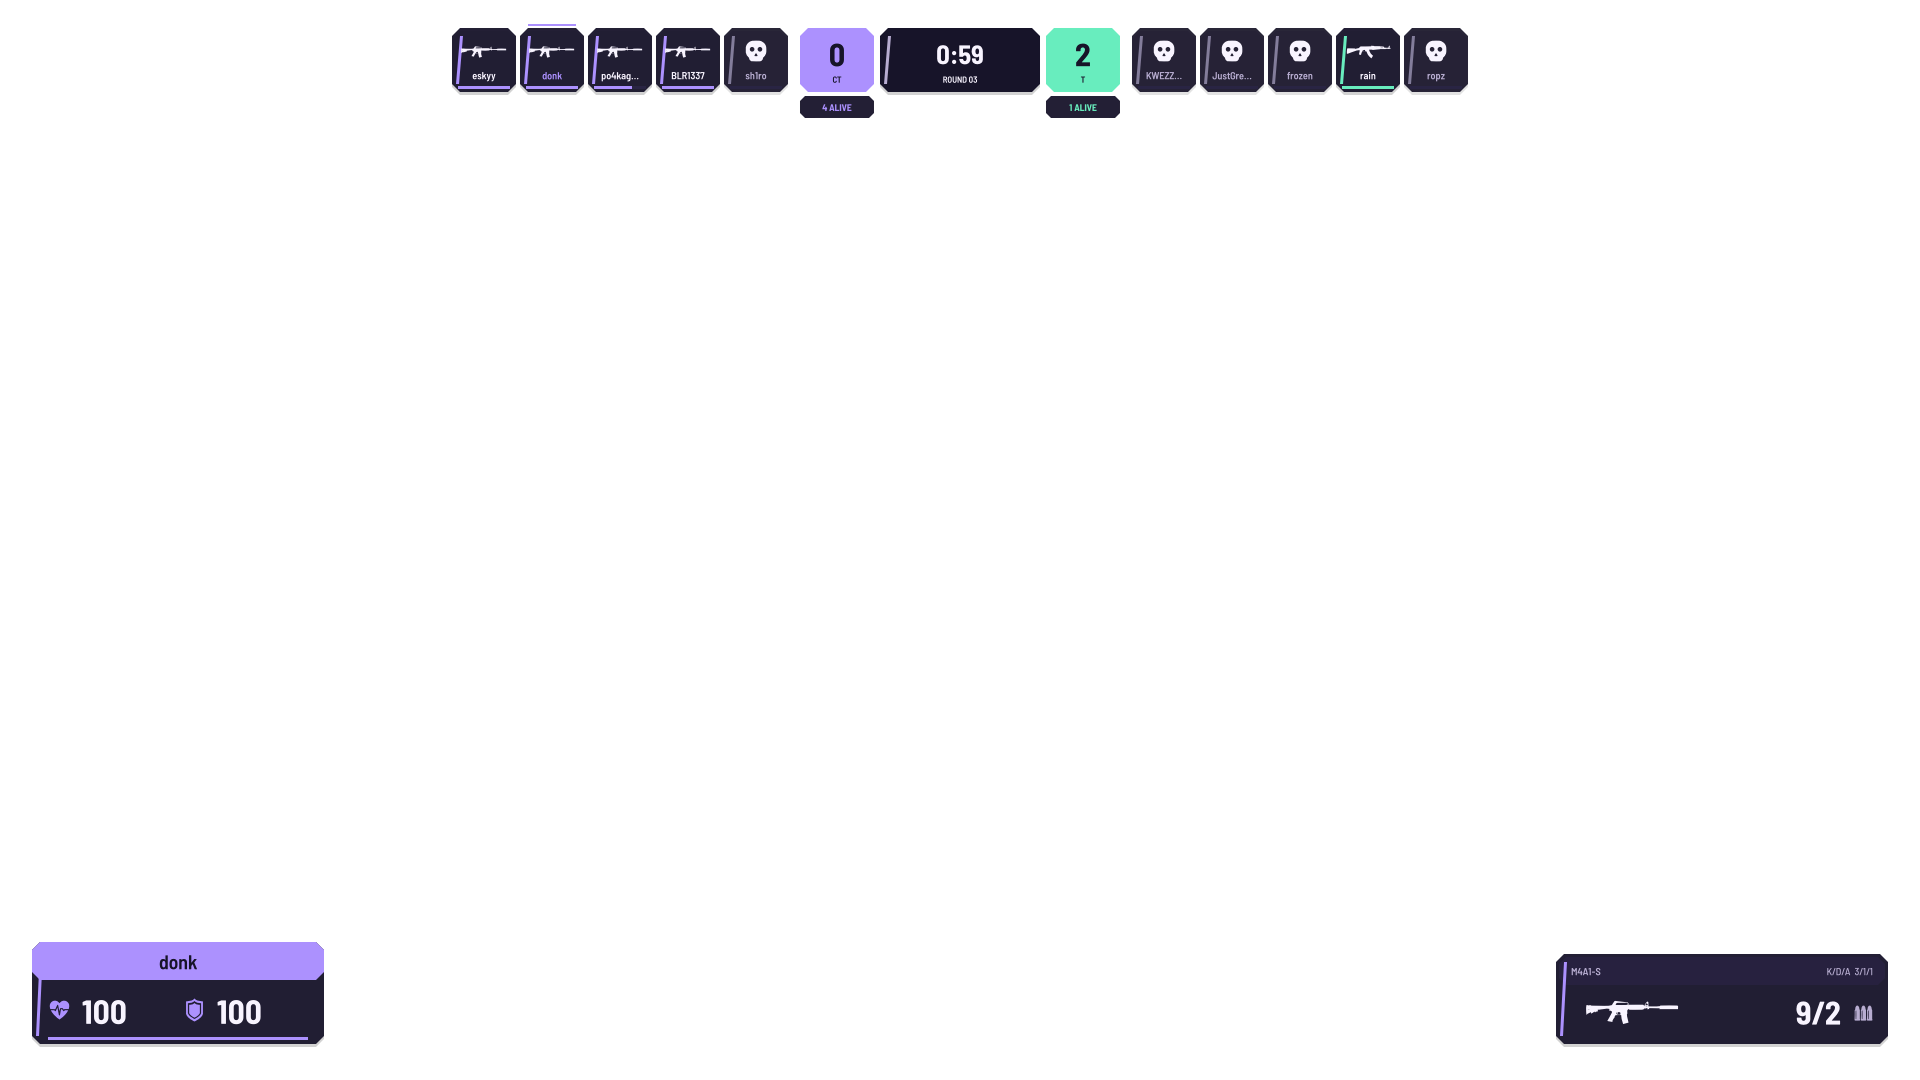 eskyy
donk
po4kag...
BLR1337
sh1ro
0
CT
4 ALIVE
0:59
ROUND 03
2
T
1 ALIVE
KWEZZ...
JustGre...
frozen
rain
ropz
donk
100
100
M4A1-S
K/D/A 3/1/1
9/2